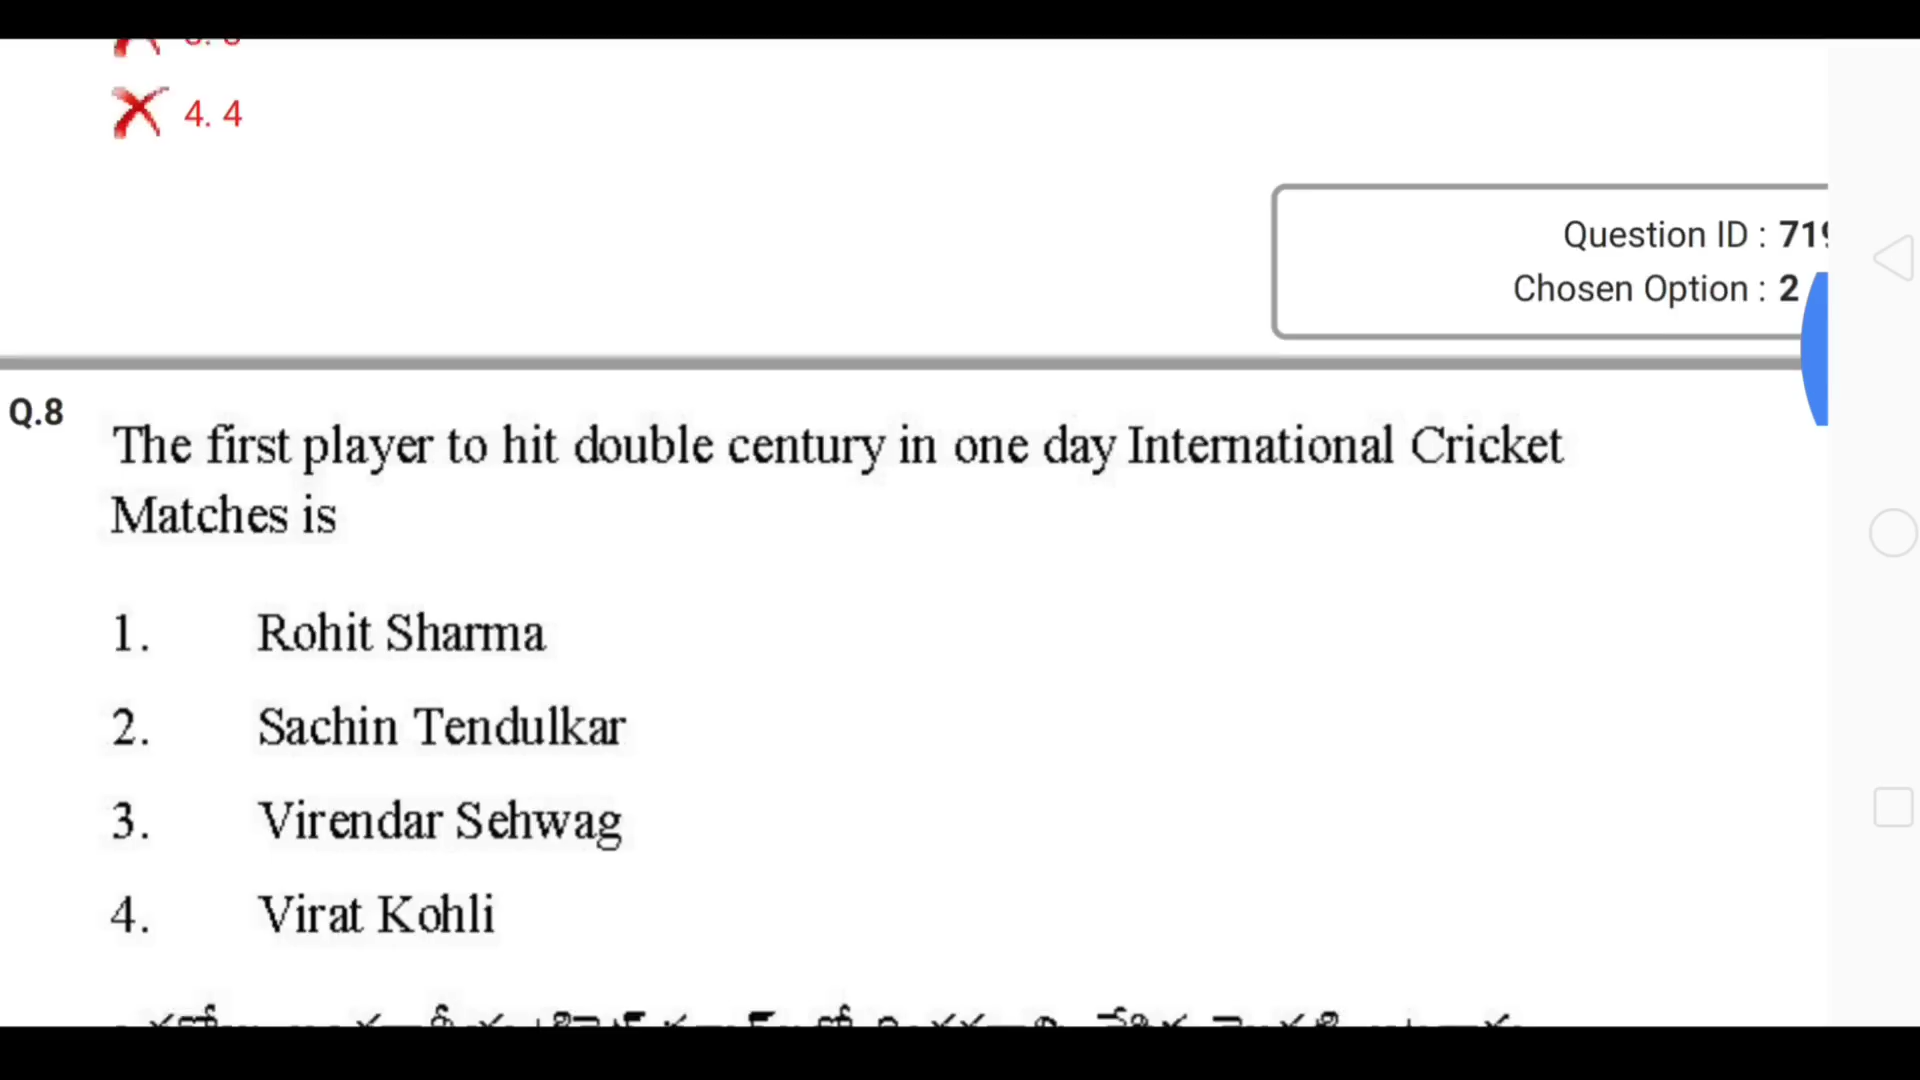 4. 4
Question ID : 719
Chosen Option : 2
Q.8
The first player to hit double century in one day International Cricket
Matches is
1. Rohit Sharma
2. Sachin Tendulkar
3. Virendar Sehwag
4. Virat Kohli